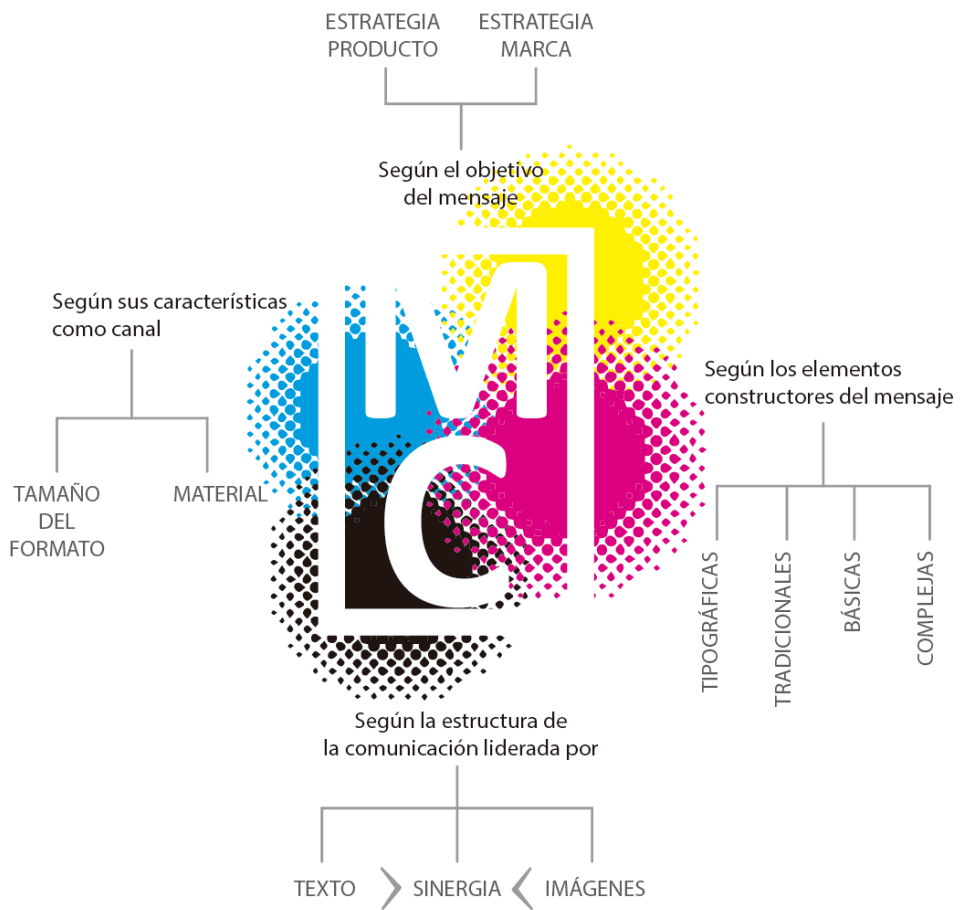 ESTRATEGIA
PRODUCTO
ESTRATEGIA
MARCA
Según el objetivo
del mensaje
MC
Según sus características
como canal
TAMAÑO
DEL
FORMATO
MATERIAL
Según los elementos
constructores del mensaje
TIPOGRÁFICAS
TRADICIONALES
BÁSICAS
COMPLEJAS
Según la estructura de
la comunicación liderada por
TEXTO
SINERGIA
IMÁGENES